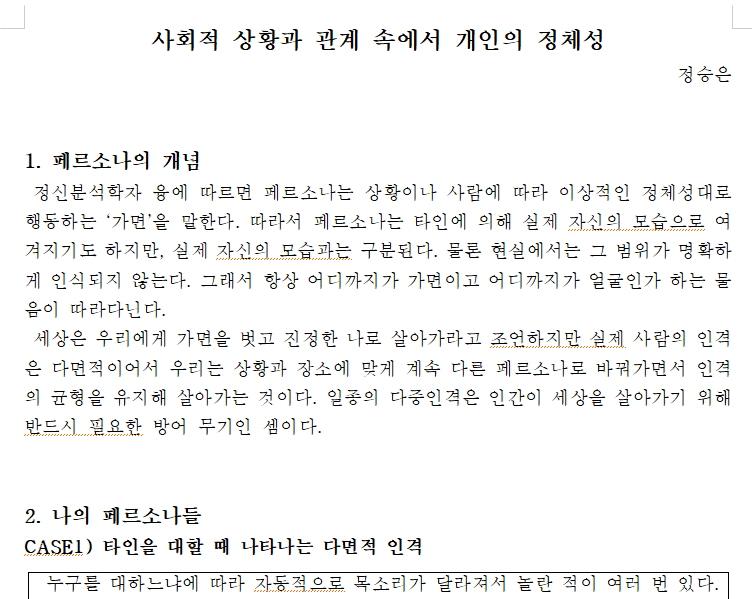 사회적 상황과 관계 속에서 개인의 정체성
정승은
1. 페르소나의 개념
정신분석학자 융에 따르면 페르소나는 상황이나 사람에 따라 이상적인 정체성대로
행동하는 ‘가면’을 말한다. 따라서 페르소나는 타인에 의해 실제 자신의 모습으로 여
겨지기도 하지만, 실제 자신의 모습과는 구분된다. 물론 현실에서는 그 범위가 명확하
게 인식되지 않는다. 그래서 항상 어디까지가 가면이고 어디까지가 얼굴인가 하는 물
음이 따라다닌다.
세상은 우리에게 가면을 벗고 진정한 나로 살아가라고 조언하지만 실제 사람의 인격
은 다면적이어서 우리는 상황과 장소에 맞게 계속 다른 페르소나로 바꿔가면서 인격
의 균형을 유지해 살아가는 것이다. 일종의 다중인격은 인간이 세상을 살아가기 위해
반드시 필요한 방어 무기인 셈이다.
2. 나의 페르소나들
CASE1) 타인을 대할 때 나타나는 다면적 인격
누구를 대하느냐에 따라 자동적으로 목소리가 달라져서 놀란 적이 여러 번 있다.